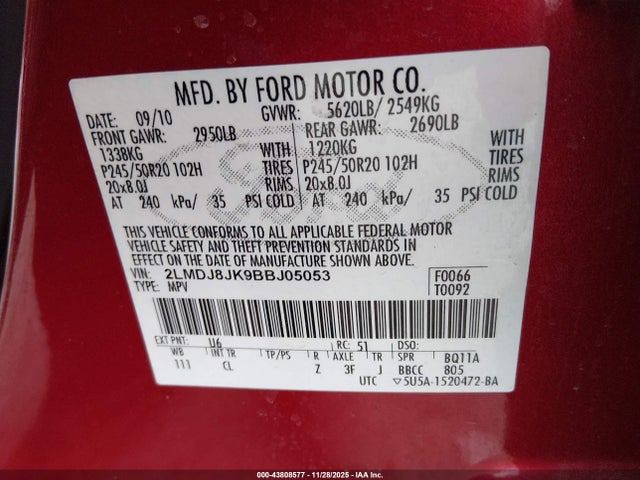 MFD. BY FORD MOTOR CO.
DATE: 09/10 GVWR: 5620LB/ 2549KG
FRONT GAWR: 2950LB REAR GAWR: 2690LB
1338KG WITH 1220KG WITH
P245/50R20 102H TIRES P245/50R20 102H TIRES
20x8.0J RIMS 20x8.0J RIMS
AT 240 kPa/ 35 PSI COLD AT 240 kPa/ 35 PSI COLD
THIS VEHICLE CONFORMS TO ALL APPLICABLE FEDERAL MOTOR
VEHICLE SAFETY AND THEFT PREVENTION STANDARDS IN
EFFECT ON THE DATE OF MANUFACTURE SHOWN ABOVE.
VIN: 2LMDJ8JK9BBJ05053 F0066
TYPE: MPV T0092
EXT PNT: U6 RC: 51 DSO:
WB INT TR TP/PS R AXLE TR SPR BQ11A
111 CL Z 3F J BBCC 805
UTC ▽5U5A-1520472-BA
Ford
000-43808577 - 11/28/2025 - IAA Inc.